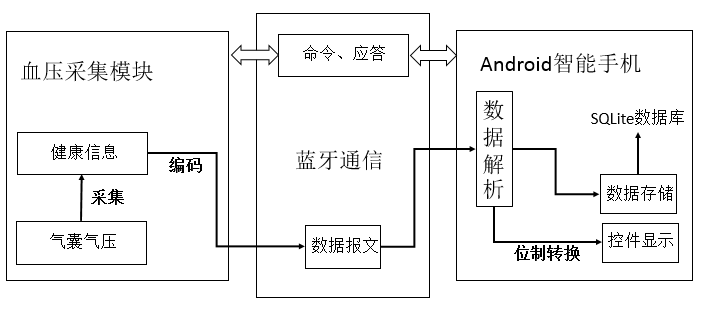 血压采集模块
健康信息
采集
气囊气压
编码
命令、应答
蓝牙通信
数据报文
Android智能手机
数据解析
SQLite数据库
数据存储
位制转换
控件显示